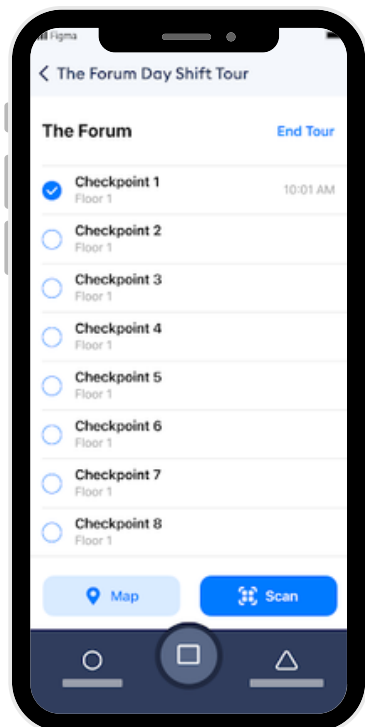 Figma
The Forum Day Shift Tour
The Forum
End Tour
Checkpoint 1
Floor 1
10:01 AM
Checkpoint 2
Floor 1
Checkpoint 3
Floor 1
Checkpoint 4
Floor 1
Checkpoint 5
Floor 1
Checkpoint 6
Floor 1
Checkpoint 7
Floor 1
Checkpoint 8
Floor 1
Map
Scan